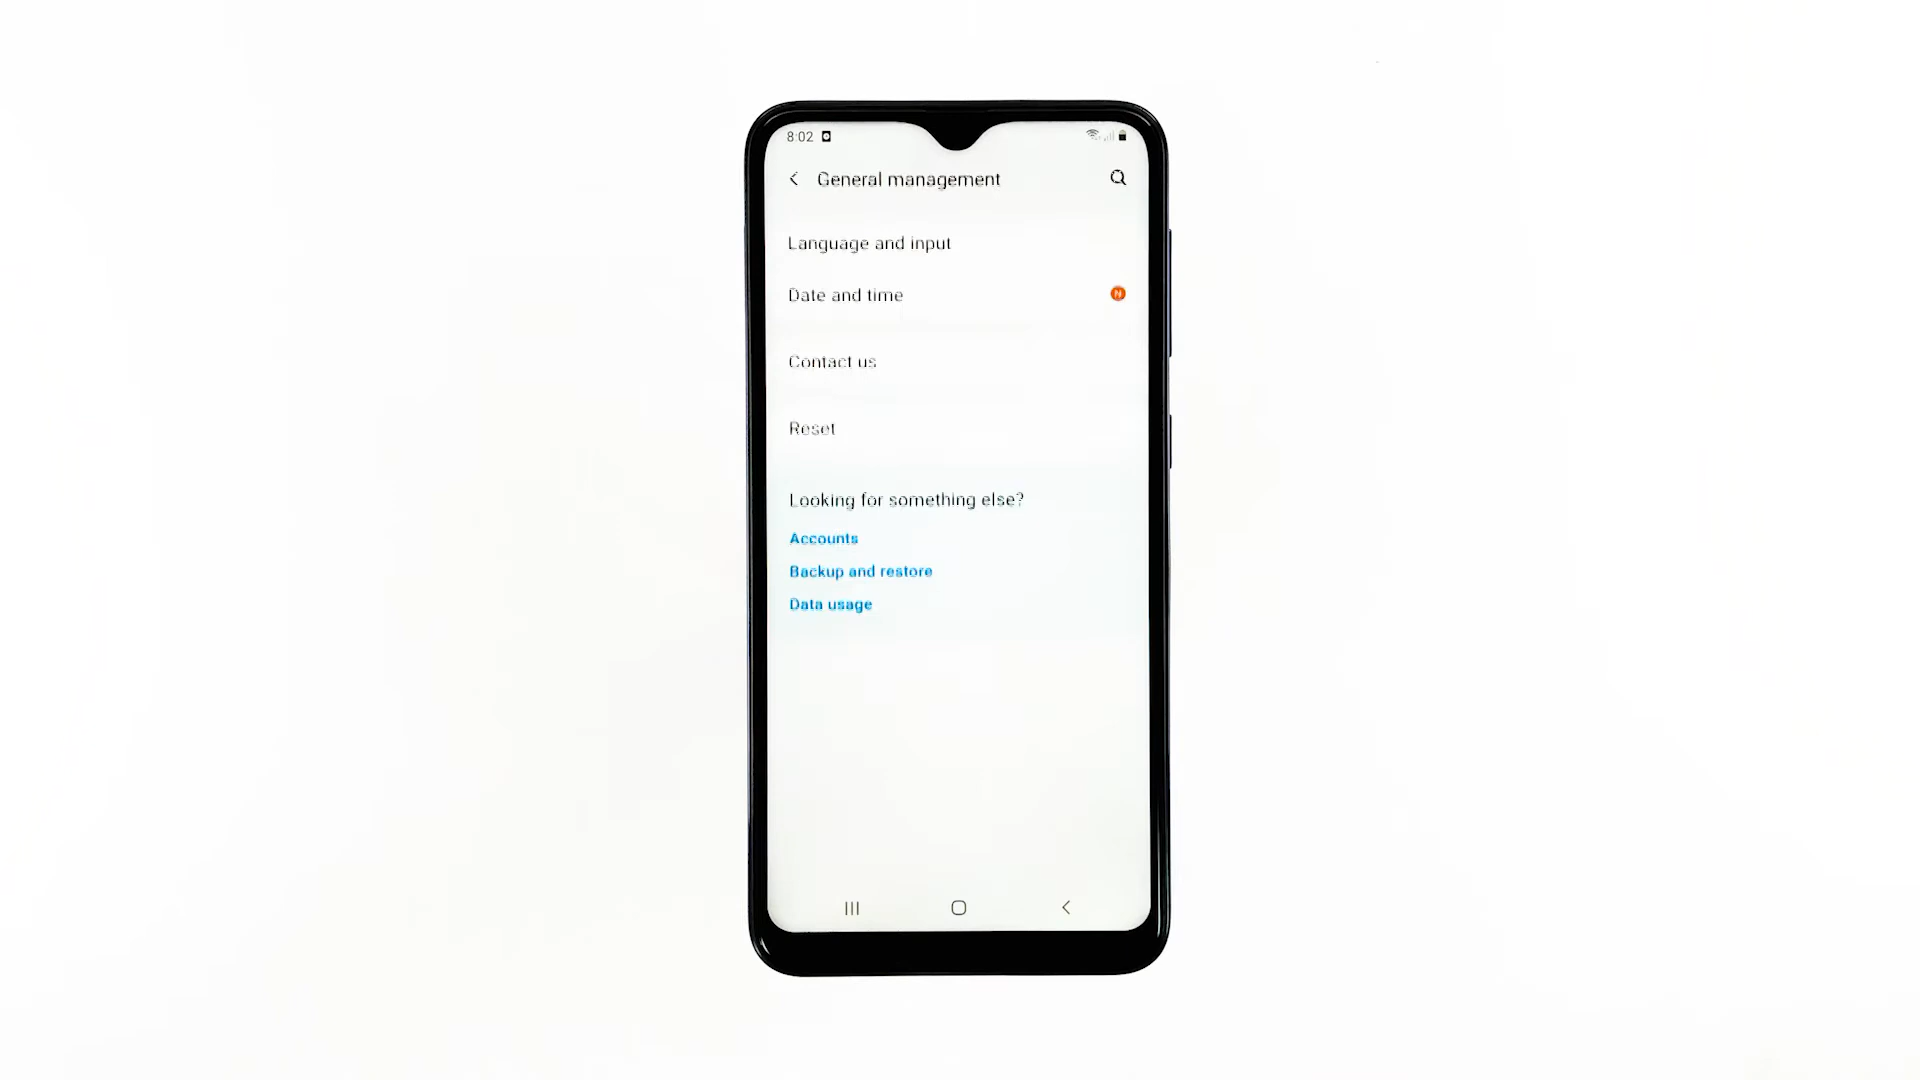 8:02
General management
Language and input
Date and time
N
Contact us
Reset
Looking for something else?
Accounts
Backup and restore
Data usage